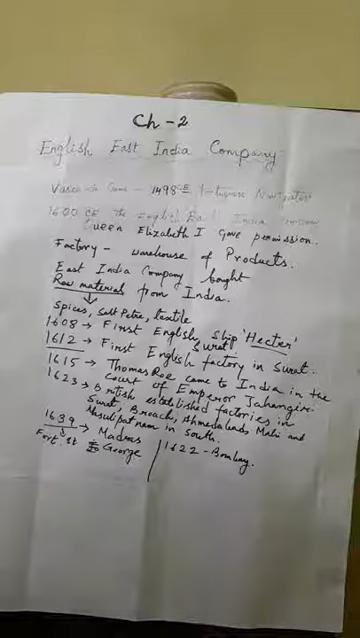 Ch - 2
English East India Company
Vasco da Gama - 1498 CE Portuguese Navigator
1600 CE the English East India Company
Queen Elizabeth I gave permission.
Factory - warehouse of Products.
East India Company bought
Raw material from India.
Spices, Salt Petre, textile
1608 → First English Ship 'Hecter'
Surat
1612 → First English factory in Surat.
1615 → Thomas Roe came to India in the
Court of Emperor Jahangir.
1623 → British established factories in
Surat, Broach, Ahmedabad, and
Masulipatnam in South.
1639 → Madras
Fort St George
1622 - Bombay.